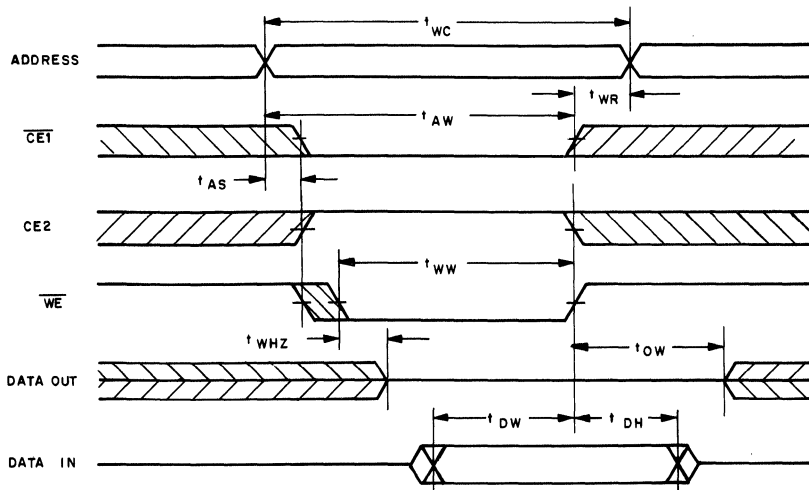 t WC
ADDRESS
t WR
t AW
CE1
t AS
CE2
t WW
WE
t WHZ
t OW
DATA OUT
t DW
t DH
DATA IN